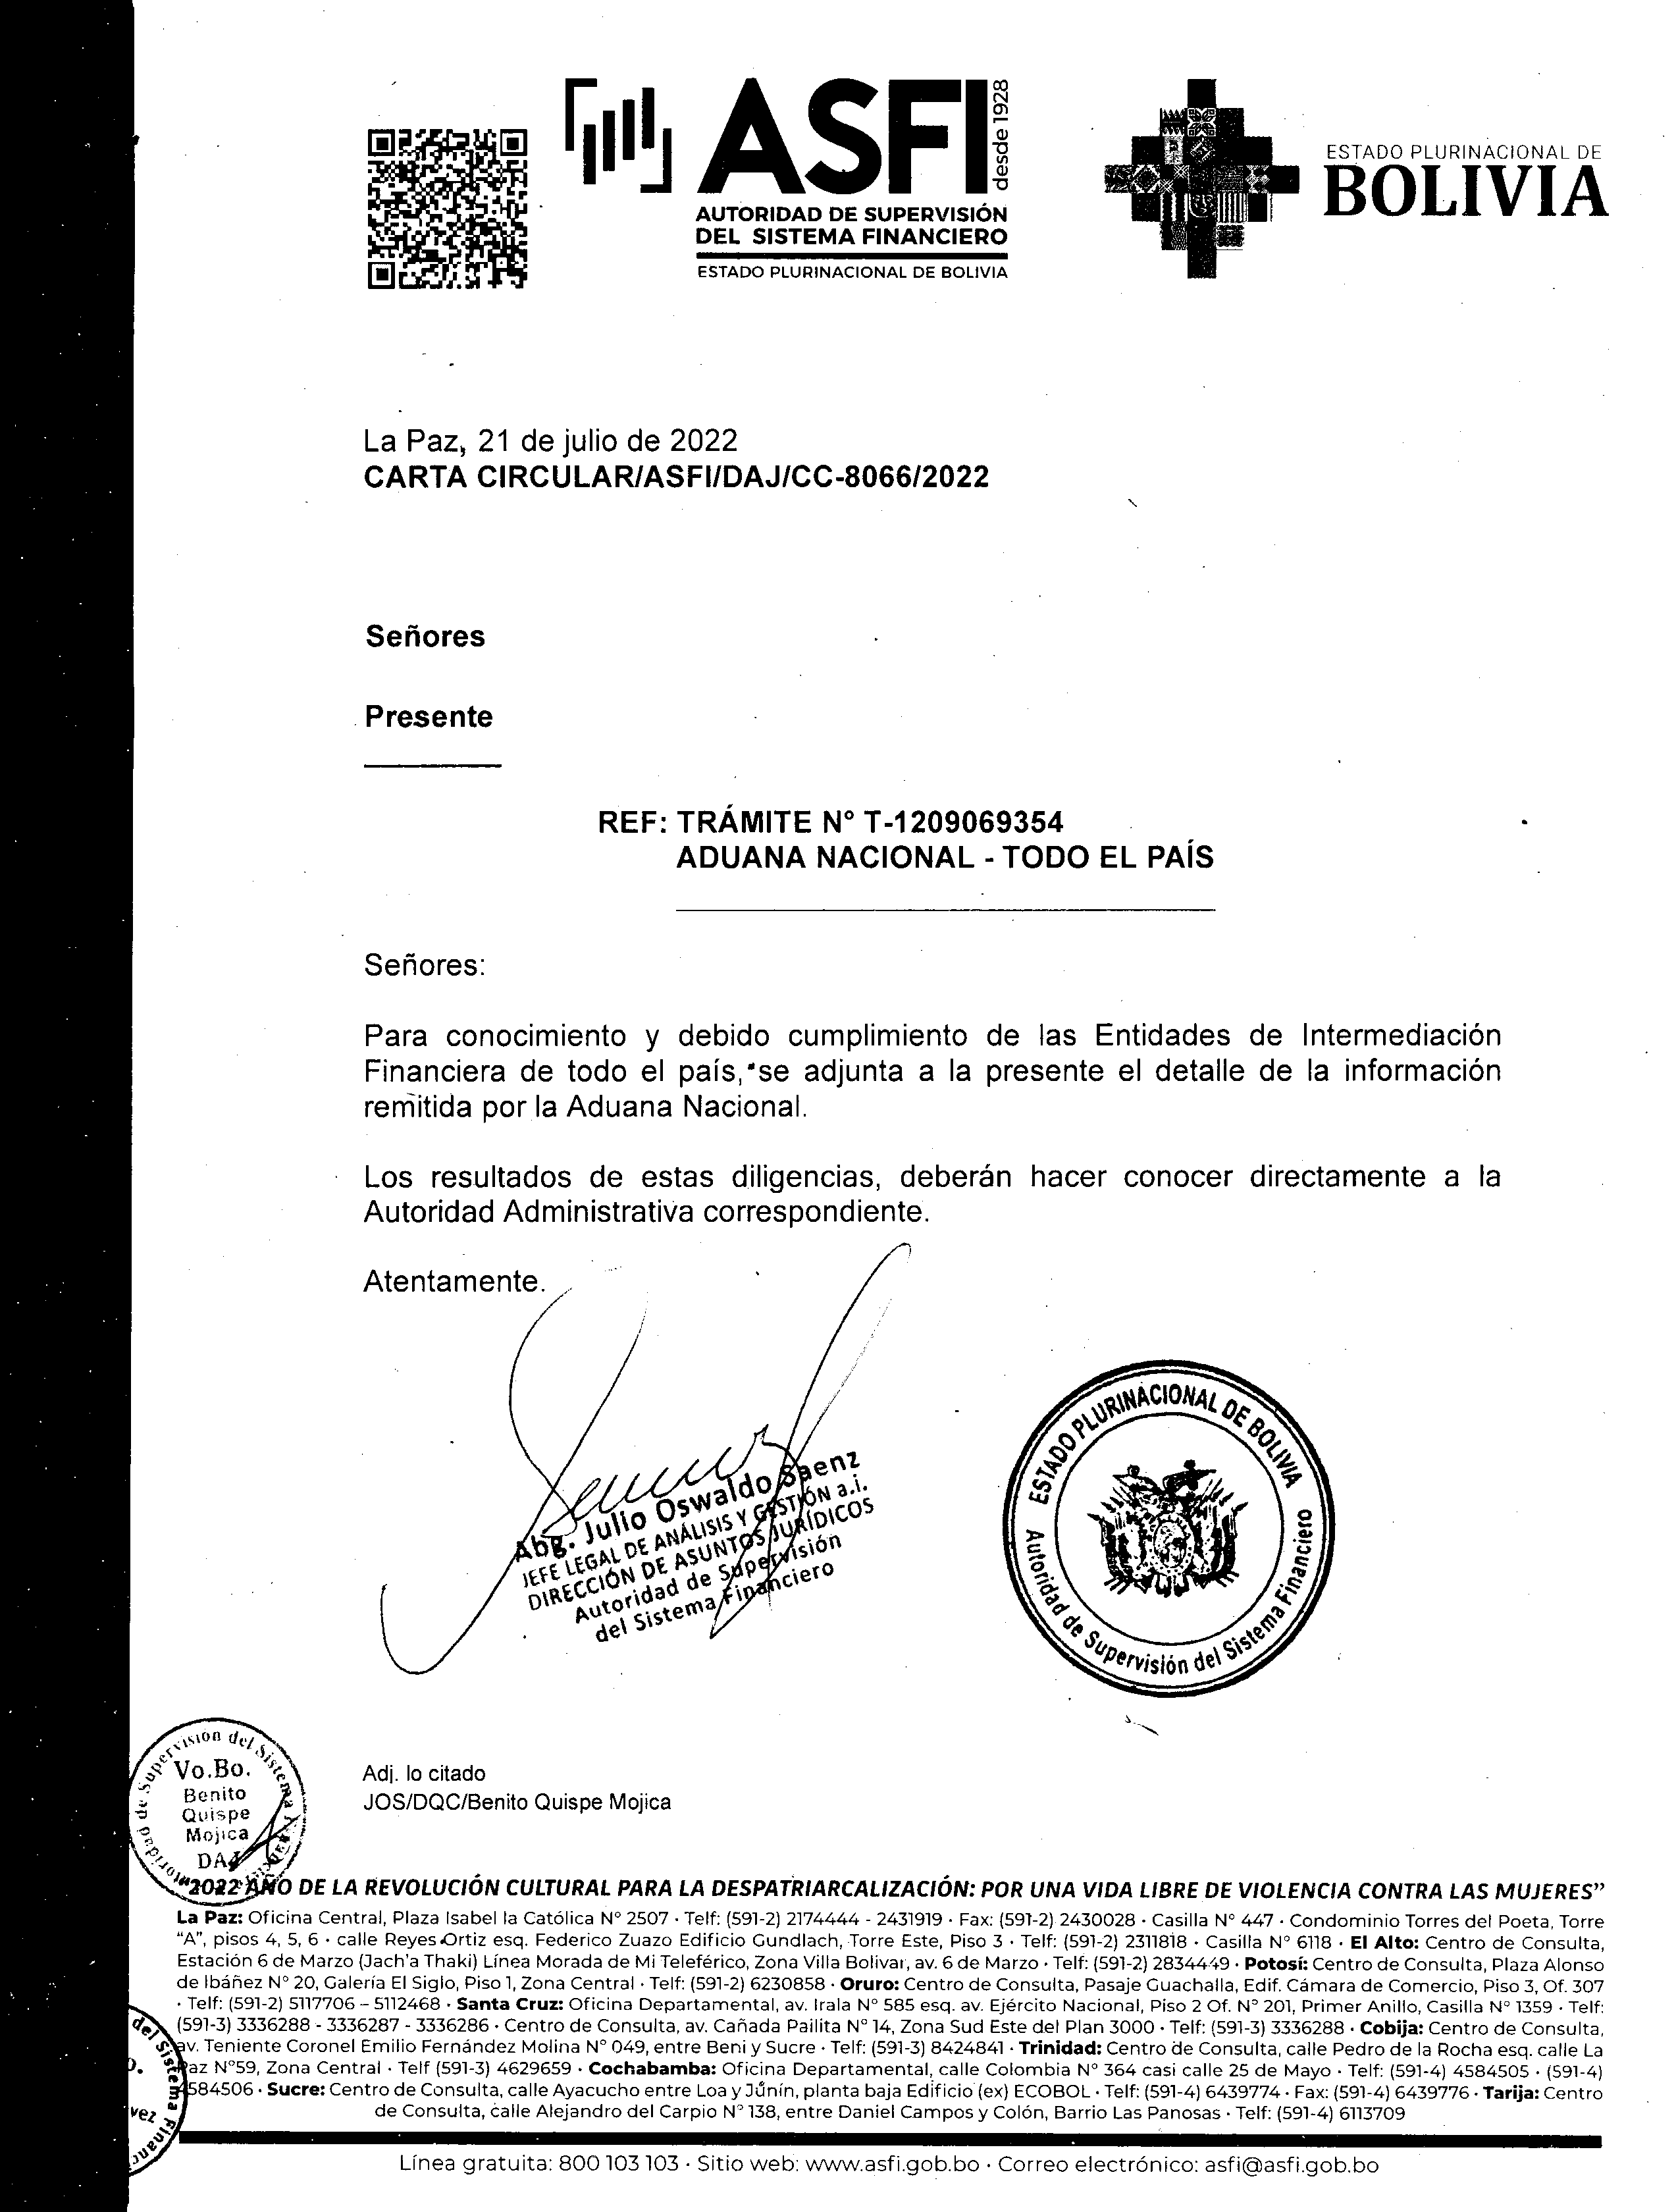 ASFI
desde 1928
AUTORIDAD DE SUPERVISIÓN
DEL SISTEMA FINANCIERO
ESTADO PLURINACIONAL DE BOLIVIA
ESTADO PLURINACIONAL DE
BOLIVIA
La Paz, 21 de julio de 2022
CARTA CIRCULAR/ASFI/DAJ/CC-8066/2022
Señores
Presente
REF: TRÁMITE N° T-1209069354
ADUANA NACIONAL - TODO EL PAÍS
Señores:
Para conocimiento y debido cumplimiento de las Entidades de Intermediación
Financiera de todo el país, se adjunta a la presente el detalle de la información
remitida por la Aduana Nacional.
Los resultados de estas diligencias, deberán hacer conocer directamente a la
Autoridad Administrativa correspondiente.
Atentamente.
Abg. Julio Oswaldo Saenz
JEFE LEGAL DE ANÁLISIS Y GESTIÓN a.i.
DIRECCIÓN DE ASUNTOS JURÍDICOS
Autoridad de Supervisión
del Sistema Financiero
ESTADO PLURINACIONAL DE BOLIVIA
Autoridad de Supervisión del Sistema Financiero
Autoridad de Supervisión del Sistema
Vo.Bo.
Benito
Quispe
Mojica
DAJ
Adj. lo citado
JOS/DQC/Benito Quispe Mojica
"2022 AÑO DE LA REVOLUCIÓN CULTURAL PARA LA DESPATRIARCALIZACIÓN: POR UNA VIDA LIBRE DE VIOLENCIA CONTRA LAS MUJERES"
La Paz: Oficina Central, Plaza Isabel la Católica N° 2507 · Telf: (591-2) 2174444 - 2431919 · Fax: (591-2) 2430028 · Casilla N° 447 · Condominio Torres del Poeta, Torre
"A", pisos 4, 5, 6 · calle Reyes Ortiz esq. Federico Zuazo Edificio Gundlach, Torre Este, Piso 3 · Telf: (591-2) 2311818 · Casilla N° 6118 · El Alto: Centro de Consulta,
Estación 6 de Marzo (Jach'a Thaki) Línea Morada de Mi Teleférico, Zona Villa Bolivar, av. 6 de Marzo · Telf: (591-2) 2834449 · Potosí: Centro de Consulta, Plaza Alonso
de Ibáñez N° 20, Galería El Siglo, Piso 1, Zona Central · Telf: (591-2) 6230858 · Oruro: Centro de Consulta, Pasaje Guachalla, Edif. Cámara de Comercio, Piso 3, Of. 307
· Telf: (591-2) 5117706 – 5112468 · Santa Cruz: Oficina Departamental, av. Irala N° 585 esq. av. Ejército Nacional, Piso 2 Of. N° 201, Primer Anillo, Casilla N° 1359 · Telf:
(591-3) 3336288 - 3336287 - 3336286 · Centro de Consulta, av. Cañada Pailita N° 14, Zona Sud Este del Plan 3000 · Telf: (591-3) 3336288 · Cobija: Centro de Consulta,
av. Teniente Coronel Emilio Fernández Molina N° 049, entre Beni y Sucre · Telf: (591-3) 8424841 · Trinidad: Centro de Consulta, calle Pedro de la Rocha esq. calle La
Paz N°59, Zona Central · Telf (591-3) 4629659 · Cochabamba: Oficina Departamental, calle Colombia N° 364 casi calle 25 de Mayo · Telf: (591-4) 4584505 · (591-4)
4584506 · Sucre: Centro de Consulta, calle Ayacucho entre Loa y Junín, planta baja Edificio (ex) ECOBOL · Telf: (591-4) 6439774 · Fax: (591-4) 6439776 · Tarija: Centro
de Consulta, calle Alejandro del Carpio N° 138, entre Daniel Campos y Colón, Barrio Las Panosas · Telf: (591-4) 6113709
del Sistema
Línea gratuita: 800 103 103 · Sitio web: www.asfi.gob.bo · Correo electrónico: asfi@asfi.gob.bo